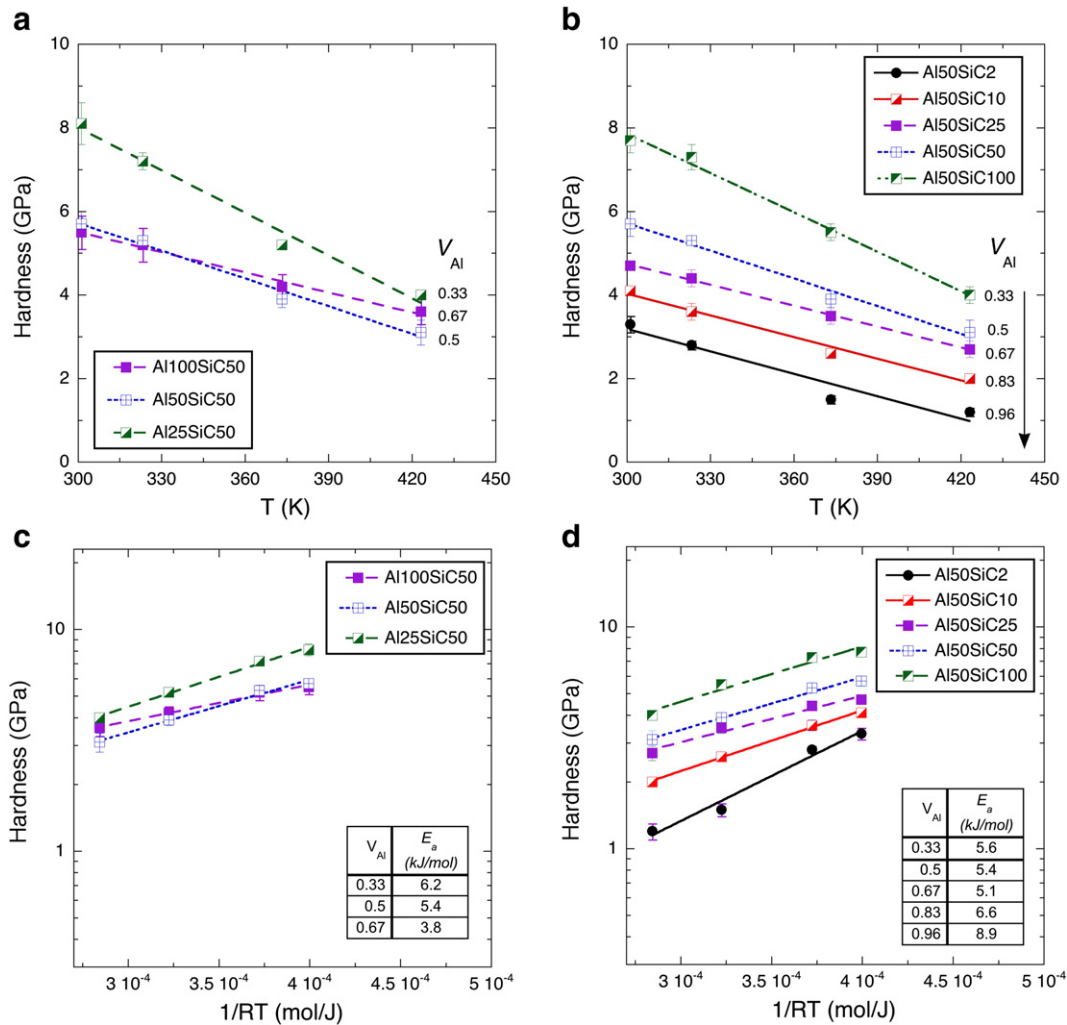 a
10
8
6
4
2
0
Hardness (GPa)
V Al
0.33
0.67
0.5
Al100SiC50
Al50SiC50
Al25SiC50
300 330 360 390 420 450
T (K)
b
10
8
6
4
2
0
Hardness (GPa)
Al50SiC2
Al50SiC10
Al50SiC25
Al50SiC50
Al50SiC100
V Al
0.33
0.5
0.67
0.83
0.96
300 330 360 390 420 450
T (K)
c
10
1
Hardness (GPa)
Al100SiC50
Al50SiC50
Al25SiC50
V Al E a (kJ/mol)
0.33 6.2
0.5 5.4
0.67 3.8
3 10-4 3.5 10-4 4 10-4 4.5 10-4 5 10-4
1/RT (mol/J)
d
10
1
Hardness (GPa)
Al50SiC2
Al50SiC10
Al50SiC25
Al50SiC50
Al50SiC100
V Al E a (kJ/mol)
0.33 5.6
0.5 5.4
0.67 5.1
0.83 6.6
0.96 8.9
3 10-4 3.5 10-4 4 10-4 4.5 10-4 5 10-4
1/RT (mol/J)